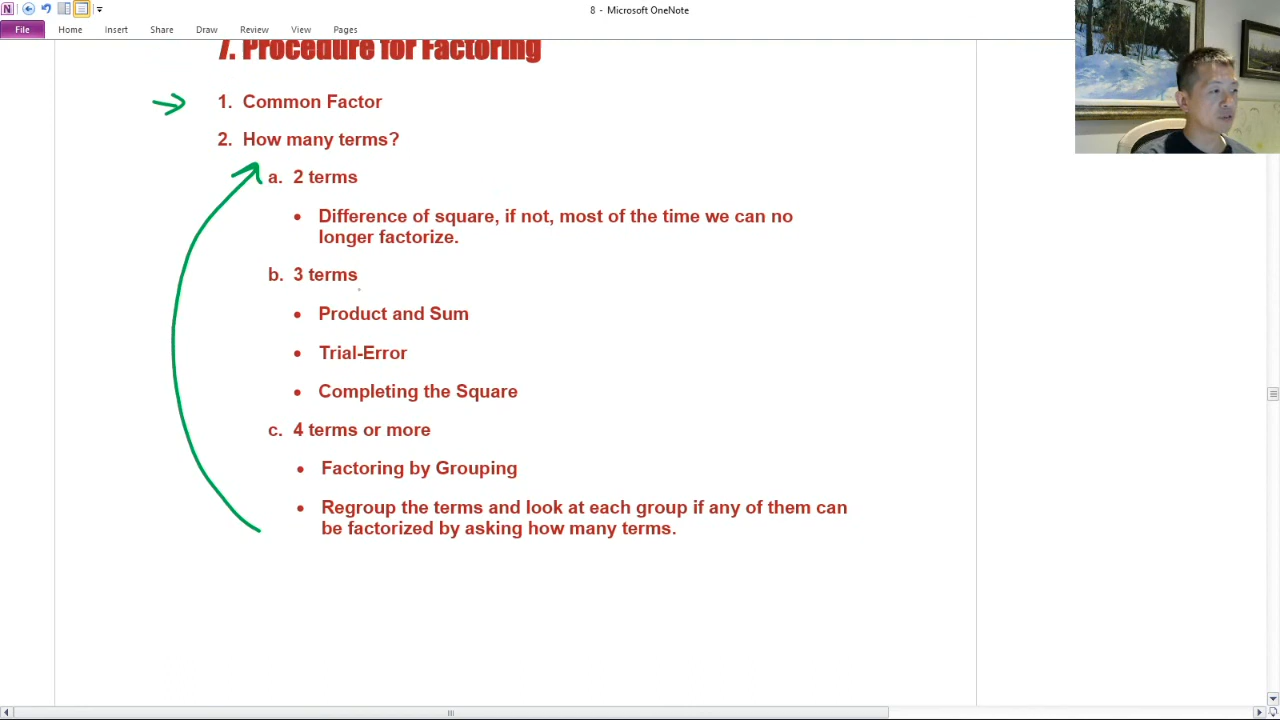 8 - Microsoft OneNote
File Home Insert Share Draw Review View Pages
7. Procedure for Factoring
1. Common Factor
2. How many terms?
a. 2 terms
• Difference of square, if not, most of the time we can no
longer factorize.
b. 3 terms
• Product and Sum
• Trial-Error
• Completing the Square
c. 4 terms or more
• Factoring by Grouping
• Regroup the terms and look at each group if any of them can
be factorized by asking how many terms.